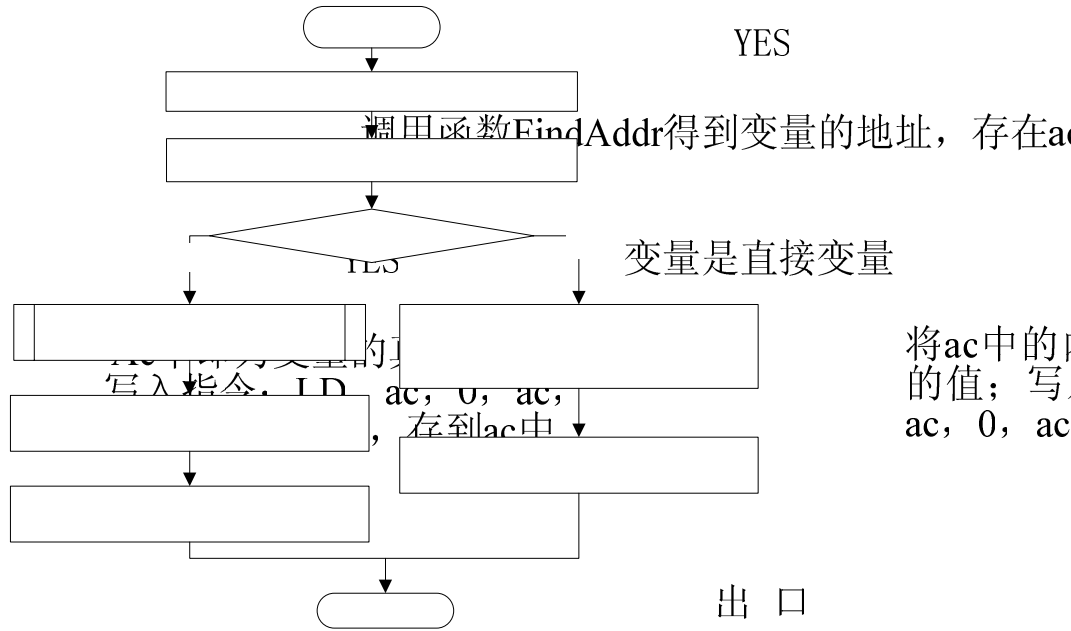 YES
调用函数FindAddr得到变量的地址，存在ac
YES
变量是直接变量
将ac中的
的值；写
ac，0，ac
写入指令：LD ac，0，ac，
，存到ac中
出 口